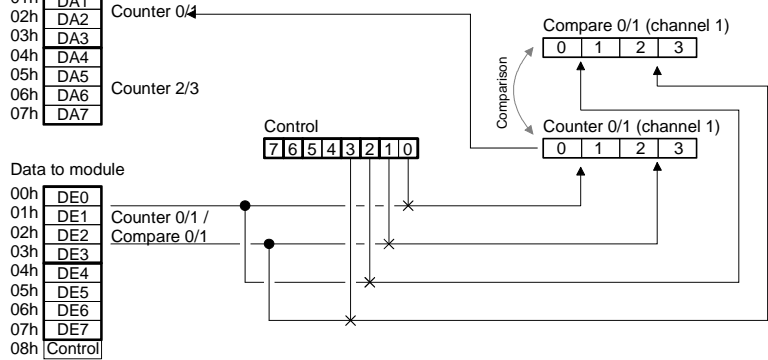 DA1
02h DA2 Counter 0/1
03h DA3
04h DA4
05h DA5
06h DA6 Counter 2/3
07h DA7
Compare 0/1 (channel 1)
0 1 2 3
Comparison
Counter 0/1 (channel 1)
0 1 2 3
Control
7 6 5 4 3 2 1 0
Data to module
00h DE0
01h DE1 Counter 0/1 /
02h DE2 Compare 0/1
03h DE3
04h DE4
05h DE5
06h DE6
07h DE7
08h Control